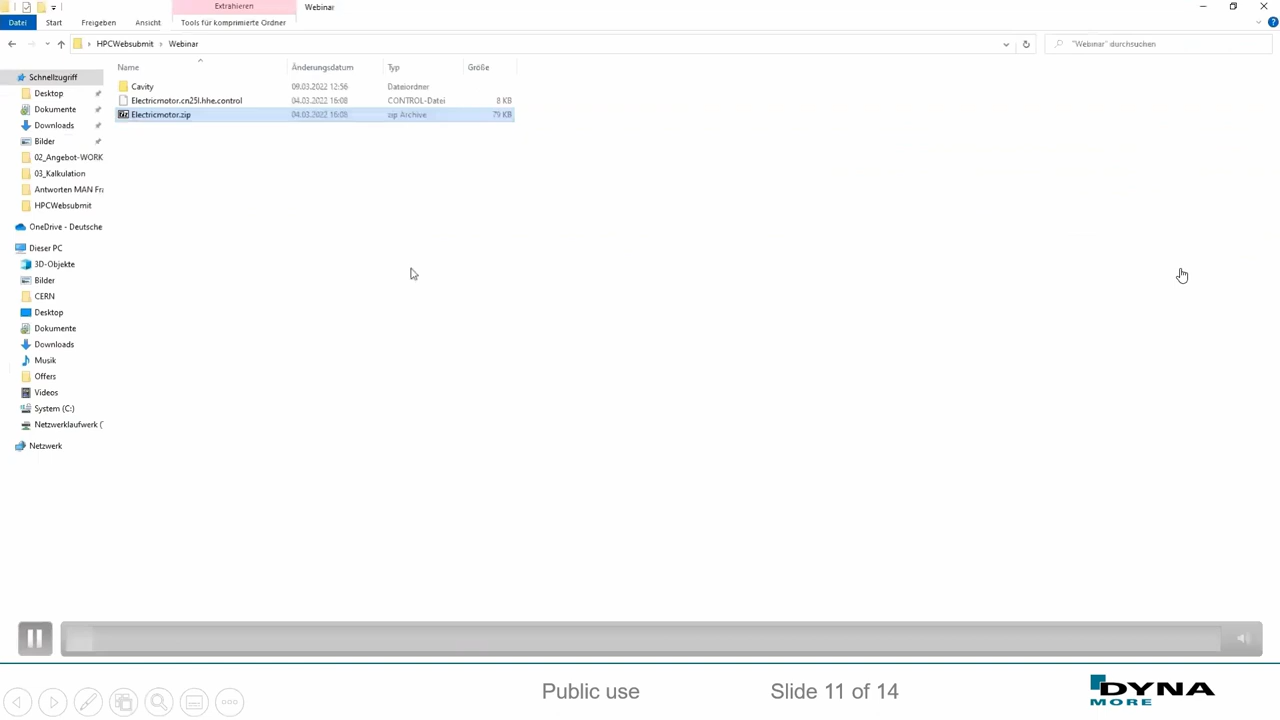 Extrahieren
Webinar
Datei
Start
Freigeben
Ansicht
Tools für komprimierte Ordner
HPCWebsubmit
Webinar
"Webinar" durchsuchen
Name
Änderungsdatum
Typ
Größe
Cavity
09.03.2022 12:56
Dateiordner
Electricmotor.cn25l.hhe.control
04.03.2022 16:08
CONTROL-Datei
8 KB
Electricmotor.zip
04.03.2022 16:08
zip Archive
79 KB
Schnellzugriff
Desktop
Dokumente
Downloads
Bilder
02_Angebot-WORK
03_Kalkulation
Antworten MAN Fra
HPCWebsubmit
OneDrive - Deutsche
Dieser PC
3D-Objekte
Bilder
CERN
Desktop
Dokumente
Downloads
Musik
Offers
Videos
System (C:)
Netzwerklaufwerk (
Netzwerk
Public use
Slide 11 of 14
DYNA
MORE